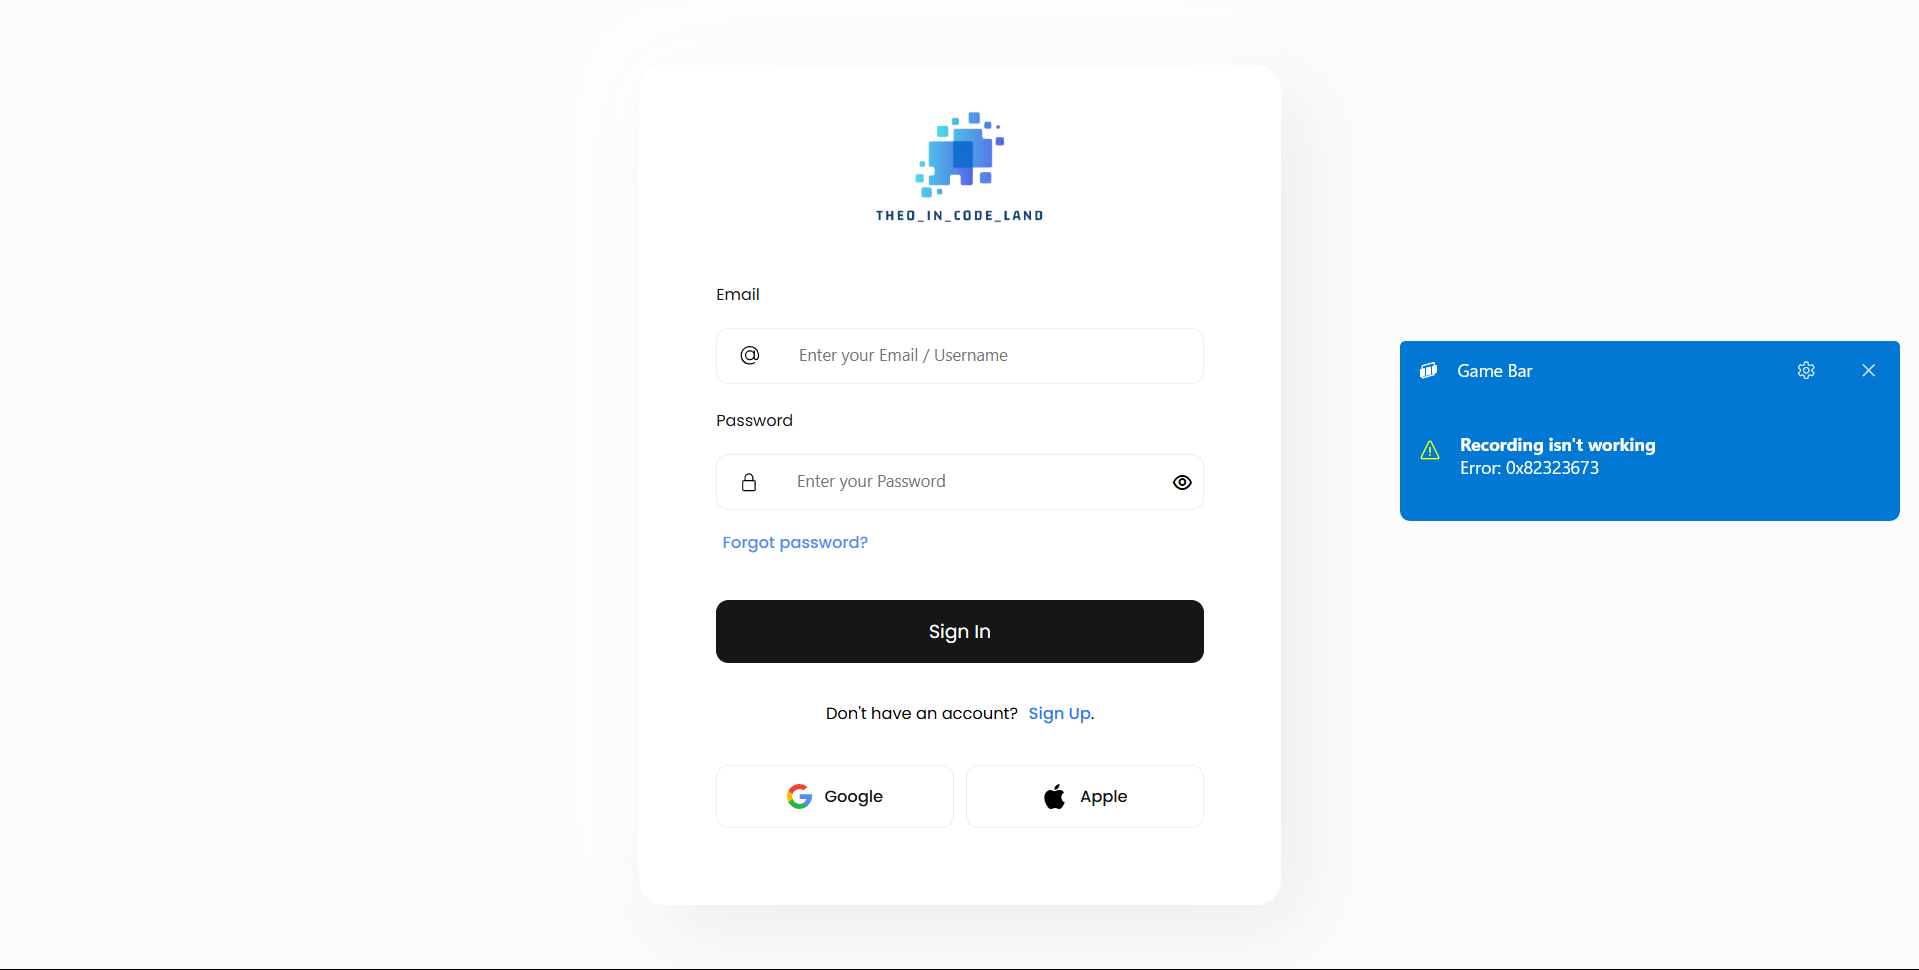 THEO_IN_CODE_LAND
Email
Enter your Email / Username
Password
Enter your Password
Forgot password?
Sign In
Don't have an account? Sign Up.
Google
Apple
Game Bar
Recording isn't working
Error: 0x82323673